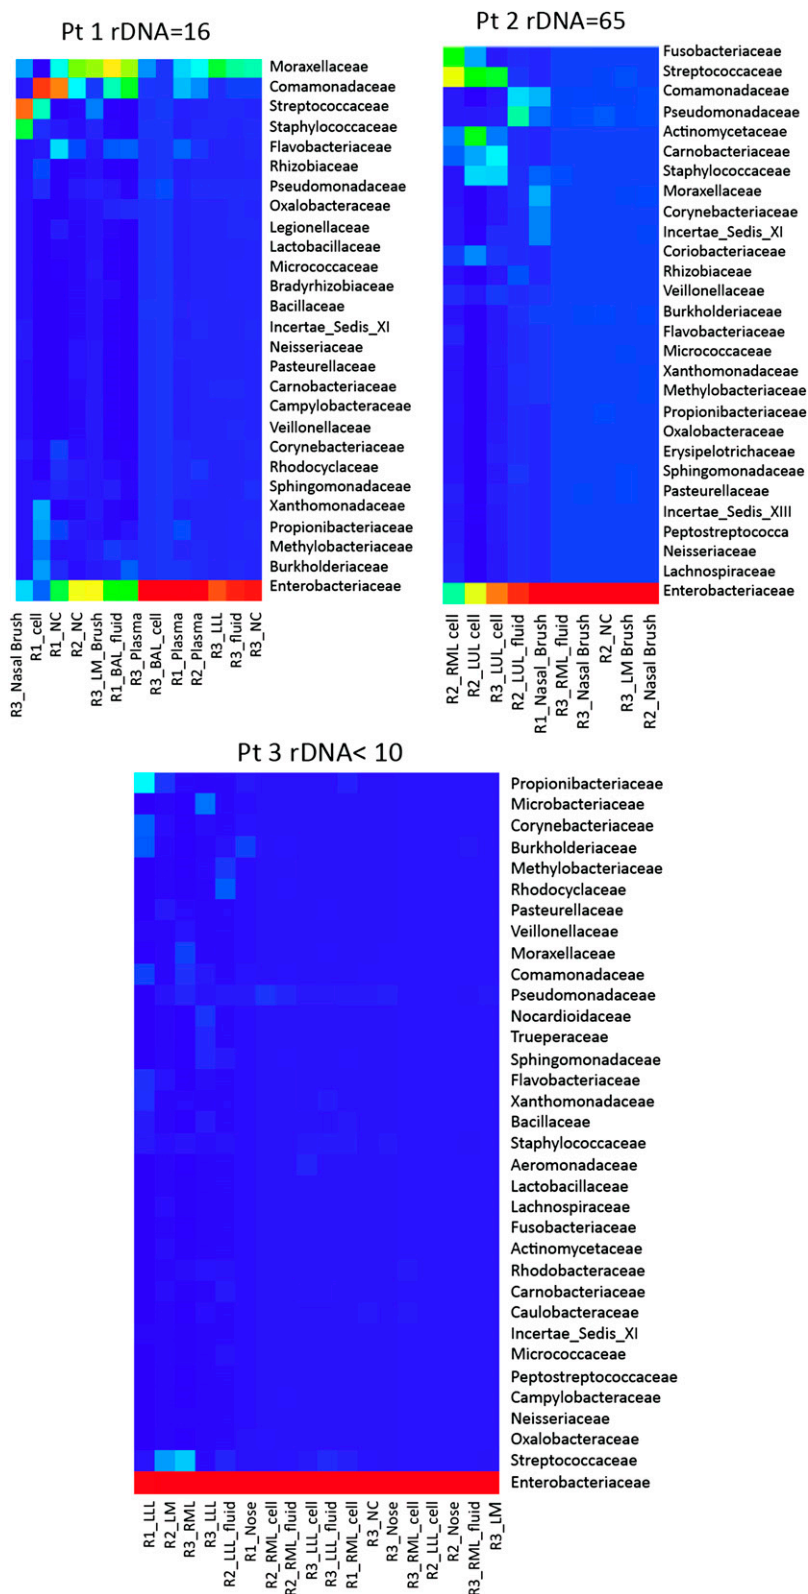 Pt 1 rDNA=16
Moraxellaceae
Comamonadaceae
Streptococcaceae
Staphylococcaceae
Flavobacteriaceae
Rhizobiaceae
Pseudomonadaceae
Oxalobacteraceae
Legionellaceae
Lactobacillaceae
Micrococcaceae
Bradyrhizobiaceae
Bacillaceae
Incertae_Sedis_XI
Neisseriaceae
Pasteurellaceae
Carnobacteriaceae
Campylobacteraceae
Veillonellaceae
Corynebacteriaceae
Rhodocyclaceae
Sphingomonadaceae
Xanthomonadaceae
Propionibacteriaceae
Methylobacteriaceae
Burkholderiaceae
Enterobacteriaceae
R3_Nasal Brush
R1_cell
R1_NC
R2_NC
R3_LM_Brush
R1_BAL_fluid
R3_Plasma
R3_BAL_cell
R1_Plasma
R2_Plasma
R3_LLL
R3_fluid
R3_NC
Pt 2 rDNA=65
Fusobacteriaceae
Streptococcaceae
Comamonadaceae
Pseudomonadaceae
Actinomycetaceae
Carnobacteriaceae
Staphylococcaceae
Moraxellaceae
Corynebacteriaceae
Incertae_Sedis_XI
Coriobacteriaceae
Rhizobiaceae
Veillonellaceae
Burkholderiaceae
Flavobacteriaceae
Micrococcaceae
Xanthomonadaceae
Methylobacteriaceae
Propionibacteriaceae
Oxalobacteraceae
Erysipelotrichaceae
Sphingomonadaceae
Pasteurellaceae
Incertae_Sedis_XIII
Peptostreptococca
Neisseriaceae
Lachnospiraceae
Enterobacteriaceae
R2_RML cell
R2_LUL cell
R3_LUL_cell
R2_LUL_fluid
R1_Nasal_Brush
R3_RML_fluid
R3_Nasal Brush
R2_NC
R3_LM Brush
R2_Nasal Brush
Pt 3 rDNA< 10
Propionibacteriaceae
Microbacteriaceae
Corynebacteriaceae
Burkholderiaceae
Methylobacteriaceae
Rhodocyclaceae
Pasteurellaceae
Veillonellaceae
Moraxellaceae
Comamonadaceae
Pseudomonadaceae
Nocardioidaceae
Trueperaceae
Sphingomonadaceae
Flavobacteriaceae
Xanthomonadaceae
Bacillaceae
Staphylococcaceae
Aeromonadaceae
Lactobacillaceae
Lachnospiraceae
Fusobacteriaceae
Actinomycetaceae
Rhodobacteraceae
Carnobacteriaceae
Caulobacteraceae
Incertae_Sedis_XI
Micrococcaceae
Peptostreptococcaceae
Campylobacteraceae
Neisseriaceae
Oxalobacteraceae
Streptococcaceae
Enterobacteriaceae
R1_LLL
R2_LM
R3_RML
R3_LLL
R2_LLL_fluid
R1_Nose
R2_RML_cell
R2_RML_fluid
R3_LLL_cell
R3_LLL_fluid
R1_RML_cell
R3_NC
R3_Nose
R3_RML_cell
R2_LLL_cell
R2_Nose
R3_RML_fluid
R3_LM